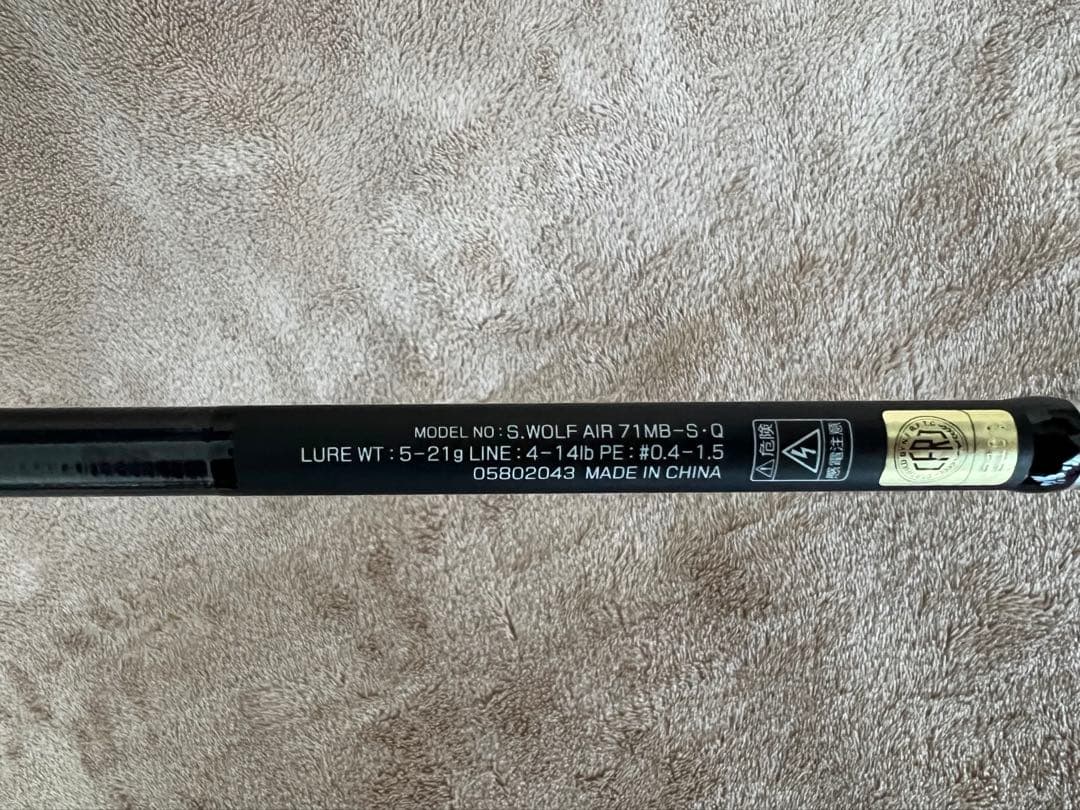 MODEL NO : S.WOLF AIR 71MB-S・Q
LURE WT : 5-21g LINE : 4-14lb PE : #0.4-1.5
05802043 MADE IN CHINA
危険
感電注意